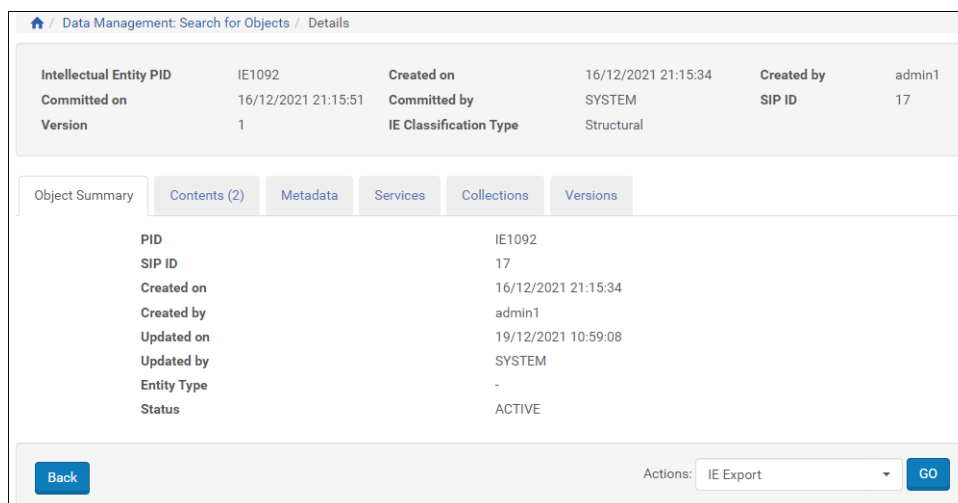 / Data Management: Search for Objects / Details
Intellectual Entity PID IE1092 Created on 16/12/2021 21:15:34 Created by admin1
Committed on 16/12/2021 21:15:51 Committed by SYSTEM SIP ID 17
Version 1 IE Classification Type Structural
Object Summary Contents (2) Metadata Services Collections Versions
PID IE1092
SIP ID 17
Created on 16/12/2021 21:15:34
Created by admin1
Updated on 19/12/2021 10:59:08
Updated by SYSTEM
Entity Type -
Status ACTIVE
Back Actions: IE Export GO